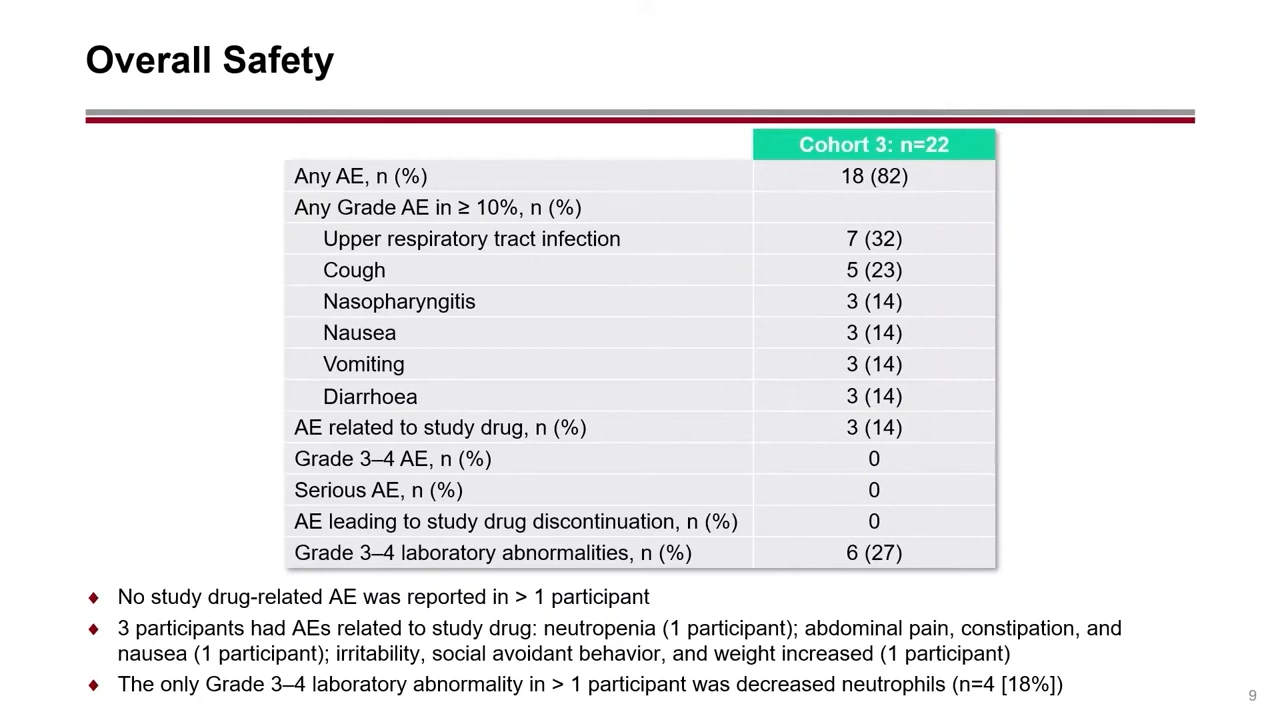 Overall Safety
Cohort 3: n=22
Any AE, n (%) 18 (82)
Any Grade AE in ≥ 10%, n (%)
Upper respiratory tract infection 7 (32)
Cough 5 (23)
Nasopharyngitis 3 (14)
Nausea 3 (14)
Vomiting 3 (14)
Diarrhoea 3 (14)
AE related to study drug, n (%) 3 (14)
Grade 3–4 AE, n (%) 0
Serious AE, n (%) 0
AE leading to study drug discontinuation, n (%) 0
Grade 3–4 laboratory abnormalities, n (%) 6 (27)
♦ No study drug-related AE was reported in > 1 participant
♦ 3 participants had AEs related to study drug: neutropenia (1 participant); abdominal pain, constipation, and
nausea (1 participant); irritability, social avoidant behavior, and weight increased (1 participant)
♦ The only Grade 3–4 laboratory abnormality in > 1 participant was decreased neutrophils (n=4 [18%])
9